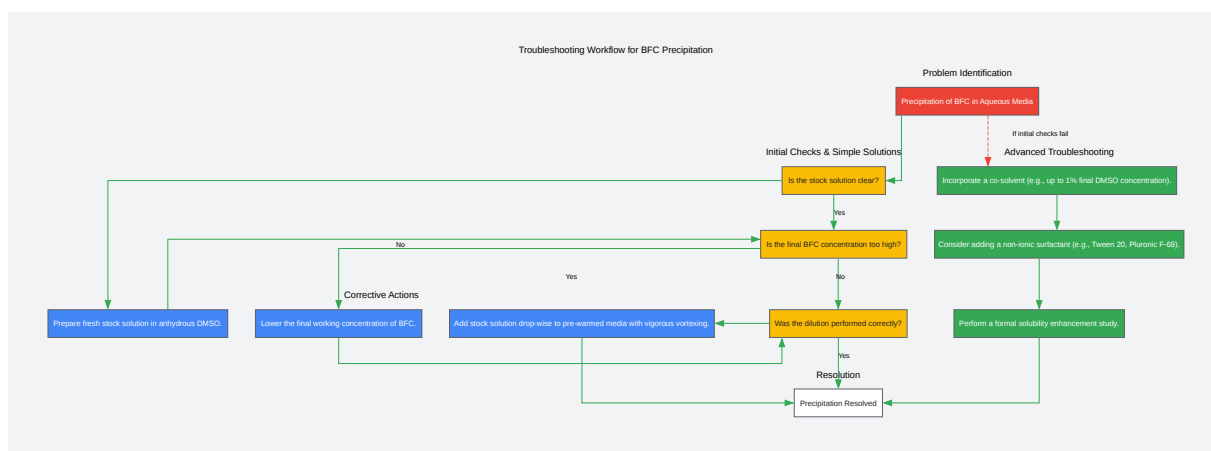 Troubleshooting Workflow for BFC Precipitation
Problem Identification
Precipitation of BFC in Aqueous Media
If initial checks fail
Initial Checks & Simple Solutions
Advanced Troubleshooting
Is the stock solution clear?
Incorporate a co-solvent (e.g., up to 1% final DMSO concentration).
Yes
No
Is the final BFC concentration too high?
Consider adding a non-ionic surfactant (e.g., Tween 20, Pluronic F-68).
Yes
No
Corrective Actions
Prepare fresh stock solution in anhydrous DMSO.
Lower the final working concentration of BFC.
Add stock solution drop-wise to pre-warmed media with vigorous vortexing.
Was the dilution performed correctly?
Perform a formal solubility enhancement study.
Yes
Resolution
Precipitation Resolved